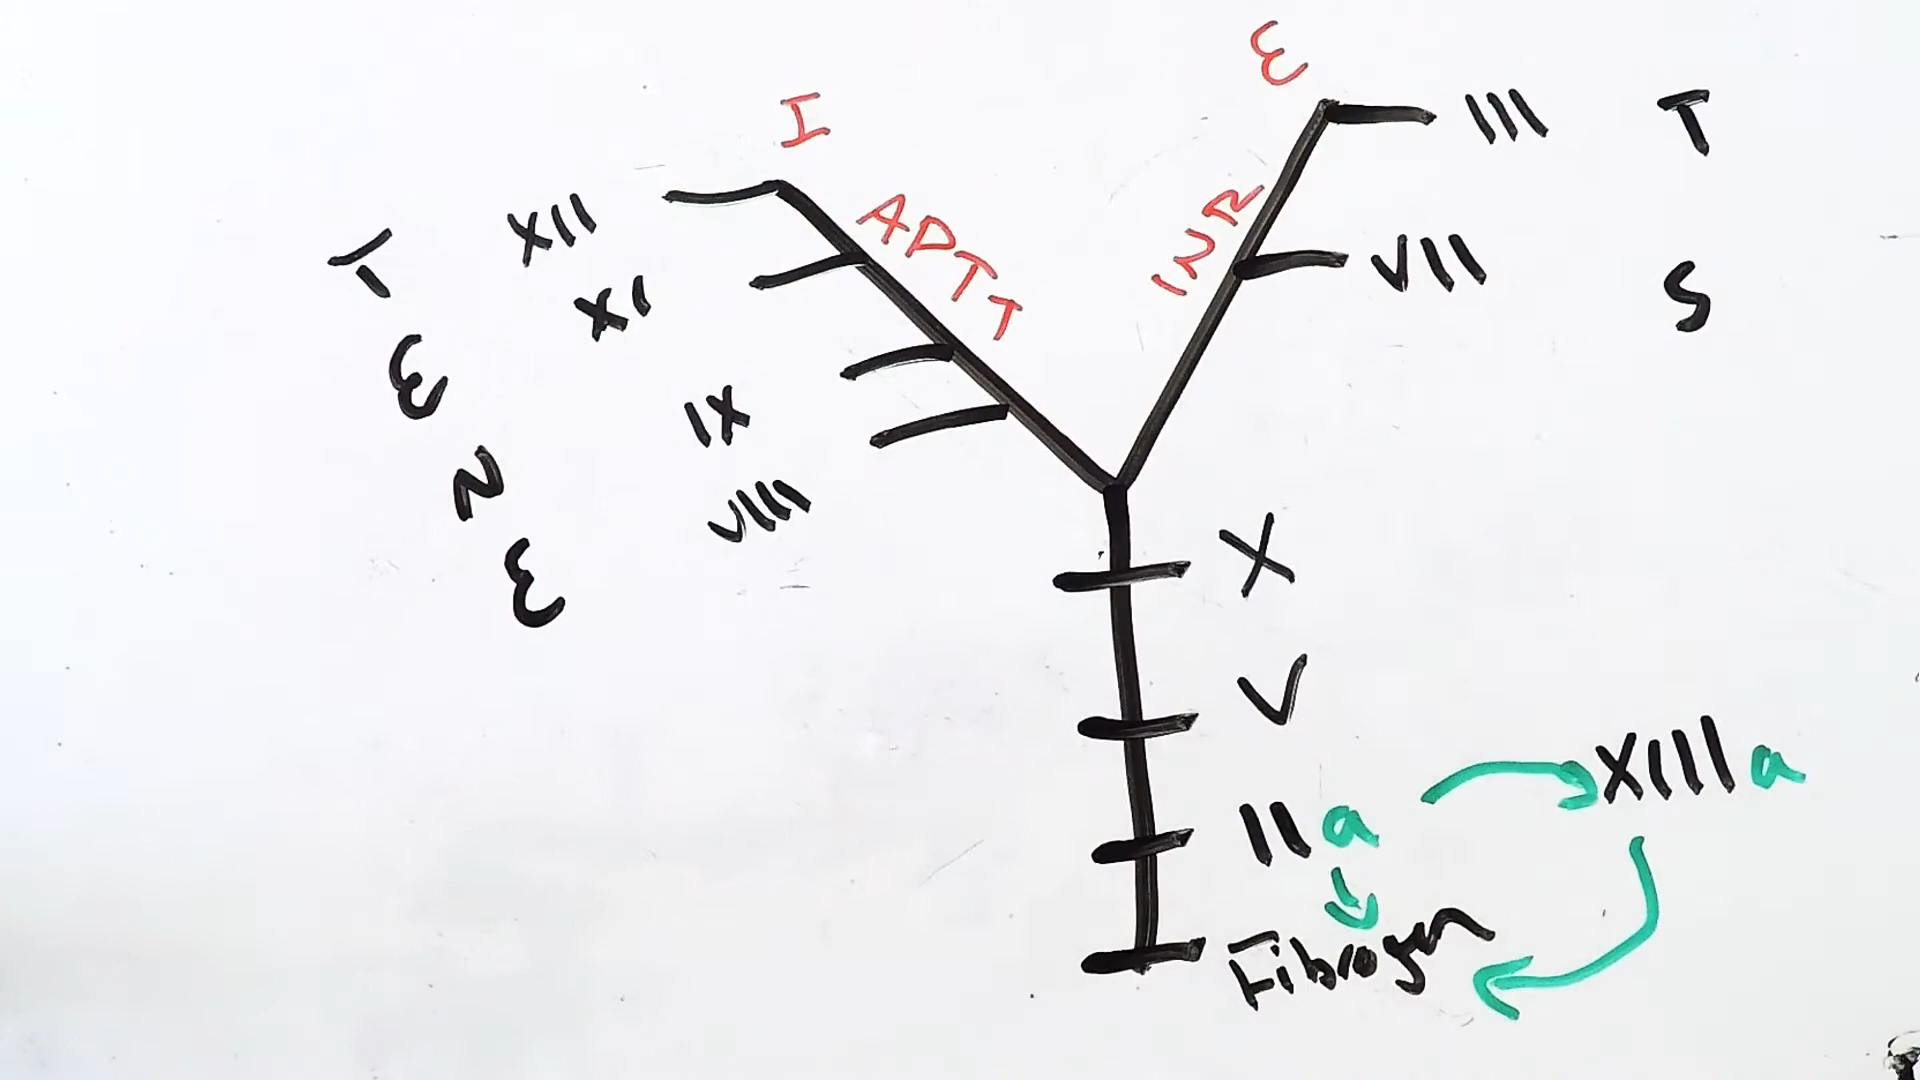 I
APTT
XII
XI
IX
VIII
T
E
N
E
E
INR
III T
VII S
X
V
IIa
XIIIa
Fibrogen